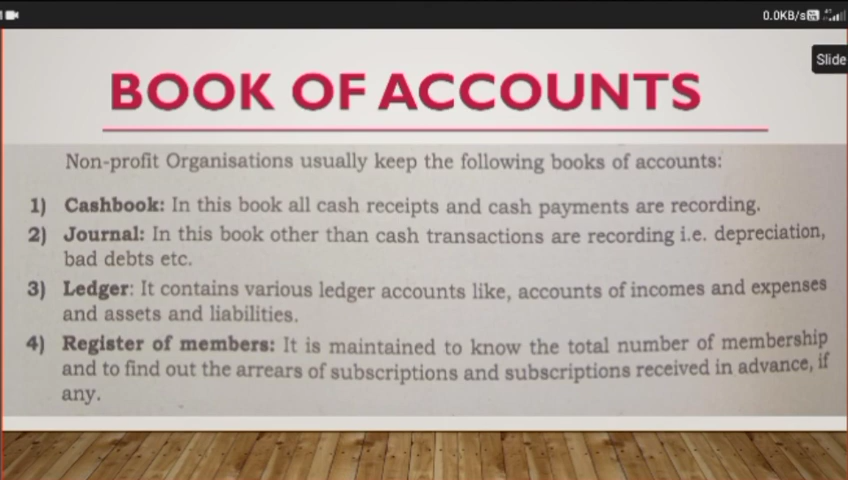 0.0KB/s
Slide
BOOK OF ACCOUNTS
Non-profit Organisations usually keep the following books of accounts:
1) Cashbook: In this book all cash receipts and cash payments are recording.
2) Journal: In this book other than cash transactions are recording i.e. depreciation,
bad debts etc.
3) Ledger: It contains various ledger accounts like, accounts of incomes and expenses
and assets and liabilities.
4) Register of members: It is maintained to know the total number of membership
and to find out the arrears of subscriptions and subscriptions received in advance, if
any.